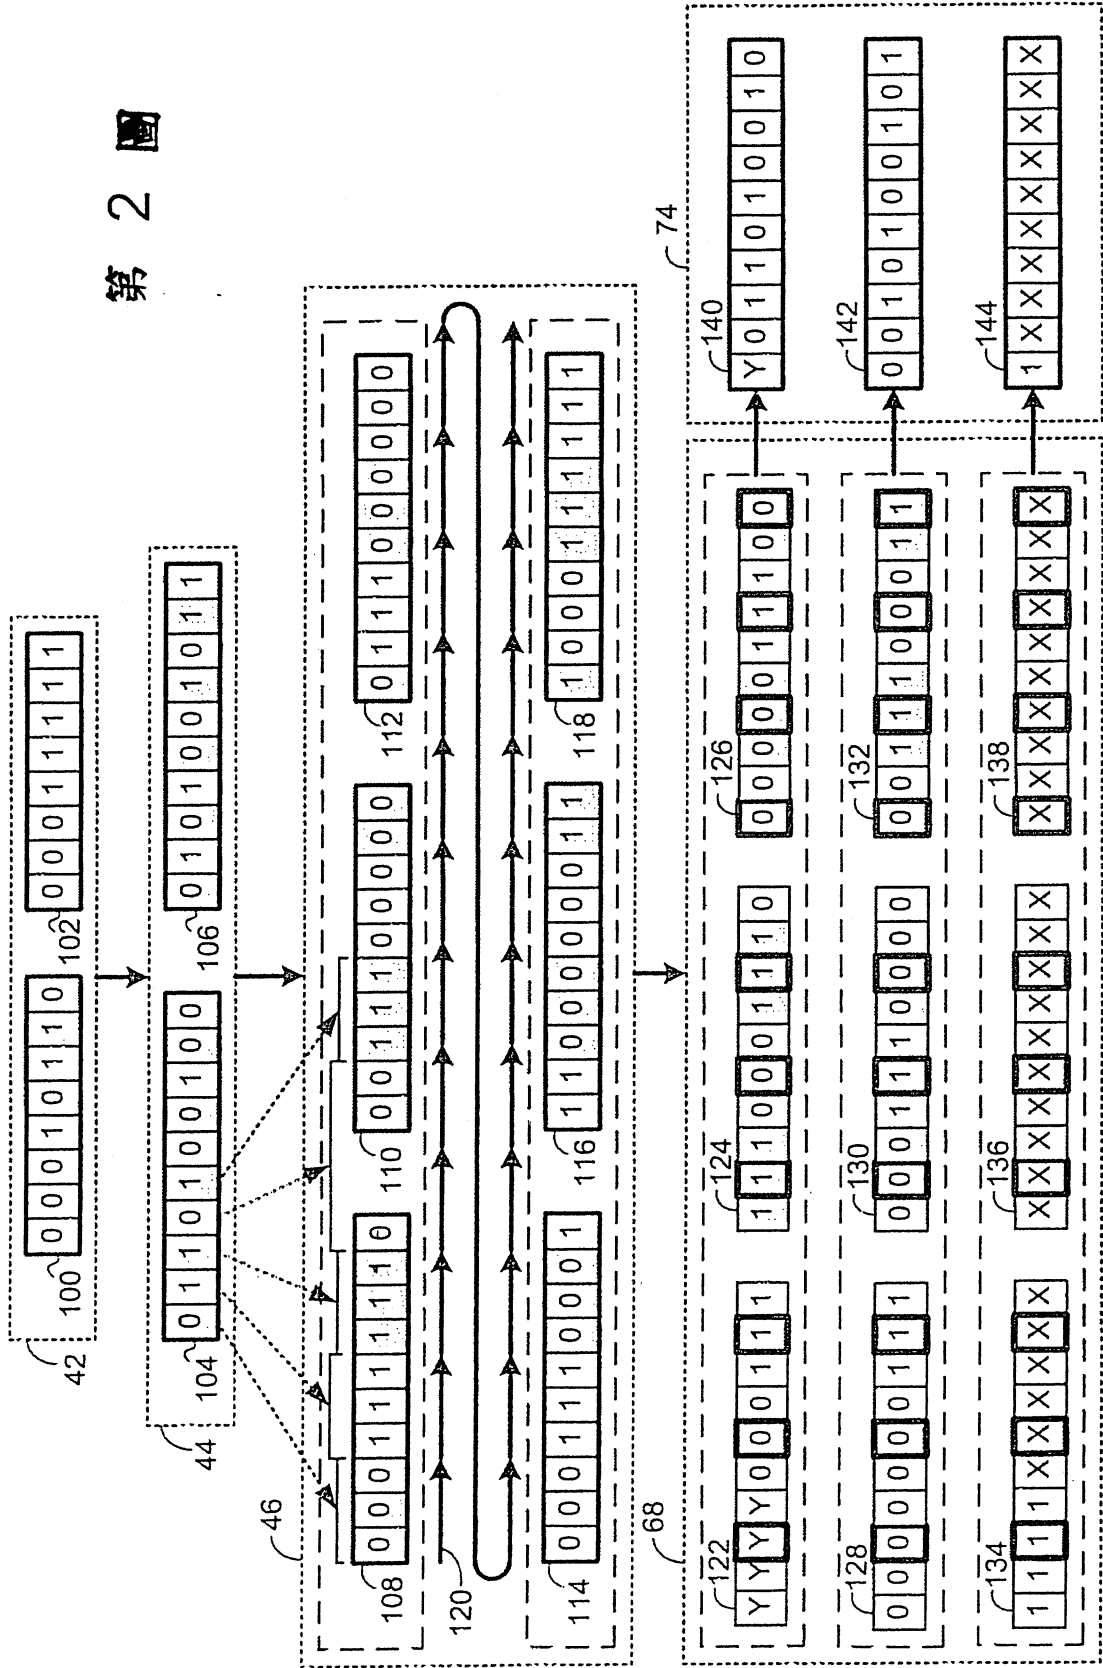 第 2 圖
42
100
0 0 0 1 0 1 1 0
102
0 0 0 1 1 1 1 1
44
104
0 1 1 0 1 0 0 1 0 0
106
0 1 0 1 0 0 1 0 1 1
46
108
0 0 0 1 1 1 1 1 1 0
110
0 0 1 1 1 0 0 0 0 0
112
0 1 1 1 0 0 0 0 0 0
120
114
0 0 0 1 1 1 0 0 0 1
116
1 1 0 0 0 0 0 0 1 1
118
1 0 0 0 1 1 1 1 1 1
68
122
Y Y Y Y 0 0 0 1 1 1
124
1 1 1 0 0 0 1 1 1 0
126
0 0 0 0 0 1 1 1 0 0
128
0 0 0 0 0 0 0 1 1 1
130
0 0 0 1 1 0 1 0 0 0
132
0 0 1 1 1 0 0 0 1 1
134
1 1 1 1 X X X X X X
136
X X X X X X X X X X
138
X X X X X X X X X X
74
140
Y 0 1 1 0 1 0 0 1 0
142
0 0 1 0 1 0 0 1 0 1
144
1 X X X X X X X X X